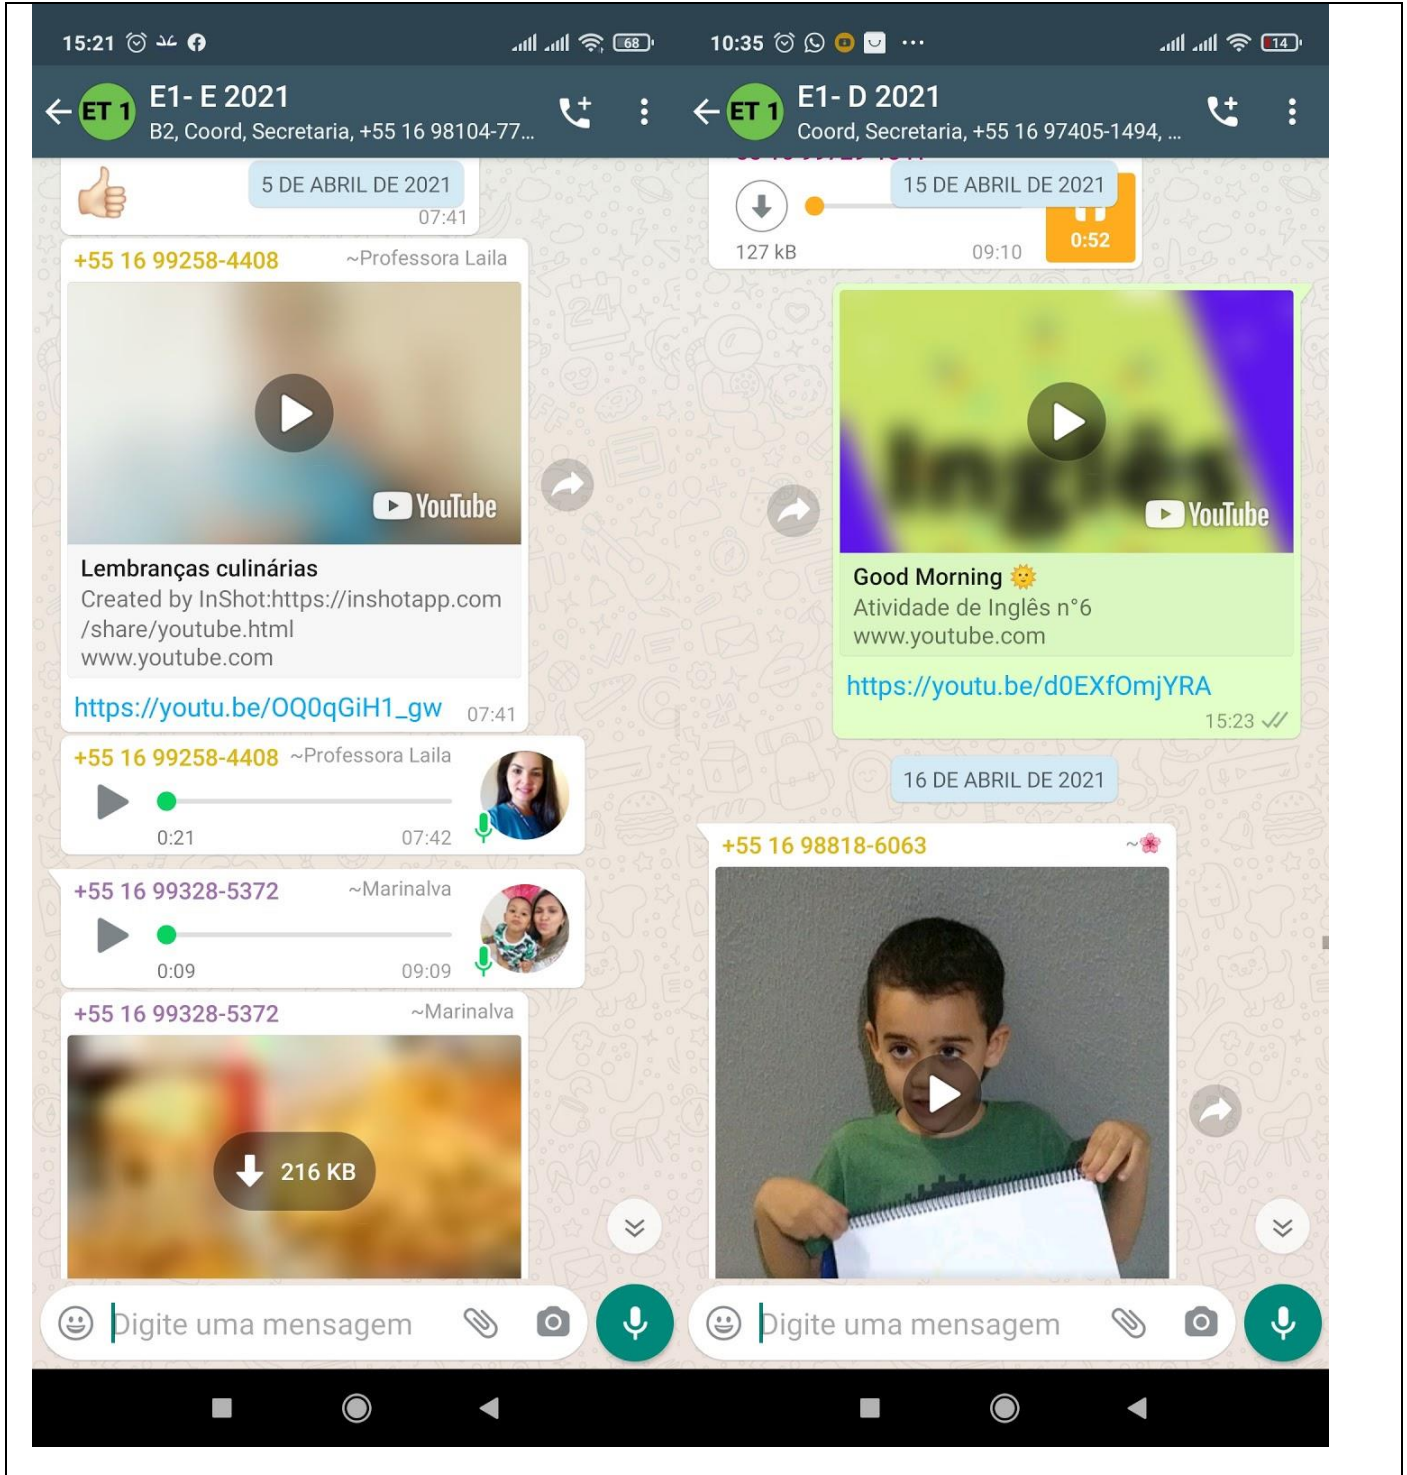 15:21
68
ET 1
E1- E 2021
B2, Coord, Secretaria, +55 16 98104-77...
5 DE ABRIL DE 2021
07:41
+55 16 99258-4408 ~Professora Laila
YouTube
Lembranças culinárias
Created by InShot:https://inshotapp.com
/share/youtube.html
www.youtube.com
https://youtu.be/OQ0qGiH1_gw 07:41
+55 16 99258-4408 ~Professora Laila
0:21 07:42
+55 16 99328-5372 ~Marinalva
0:09 09:09
+55 16 99328-5372 ~Marinalva
216 KB
Digite uma mensagem
10:35
14
ET 1
E1- D 2021
Coord, Secretaria, +55 16 97405-1494, ...
15 DE ABRIL DE 2021
0:52
127 kB 09:10
Inglês
YouTube
Good Morning
Atividade de Inglês n°6
www.youtube.com
https://youtu.be/d0EXfOmjYRA
15:23
16 DE ABRIL DE 2021
+55 16 98818-6063 ~
Digite uma mensagem